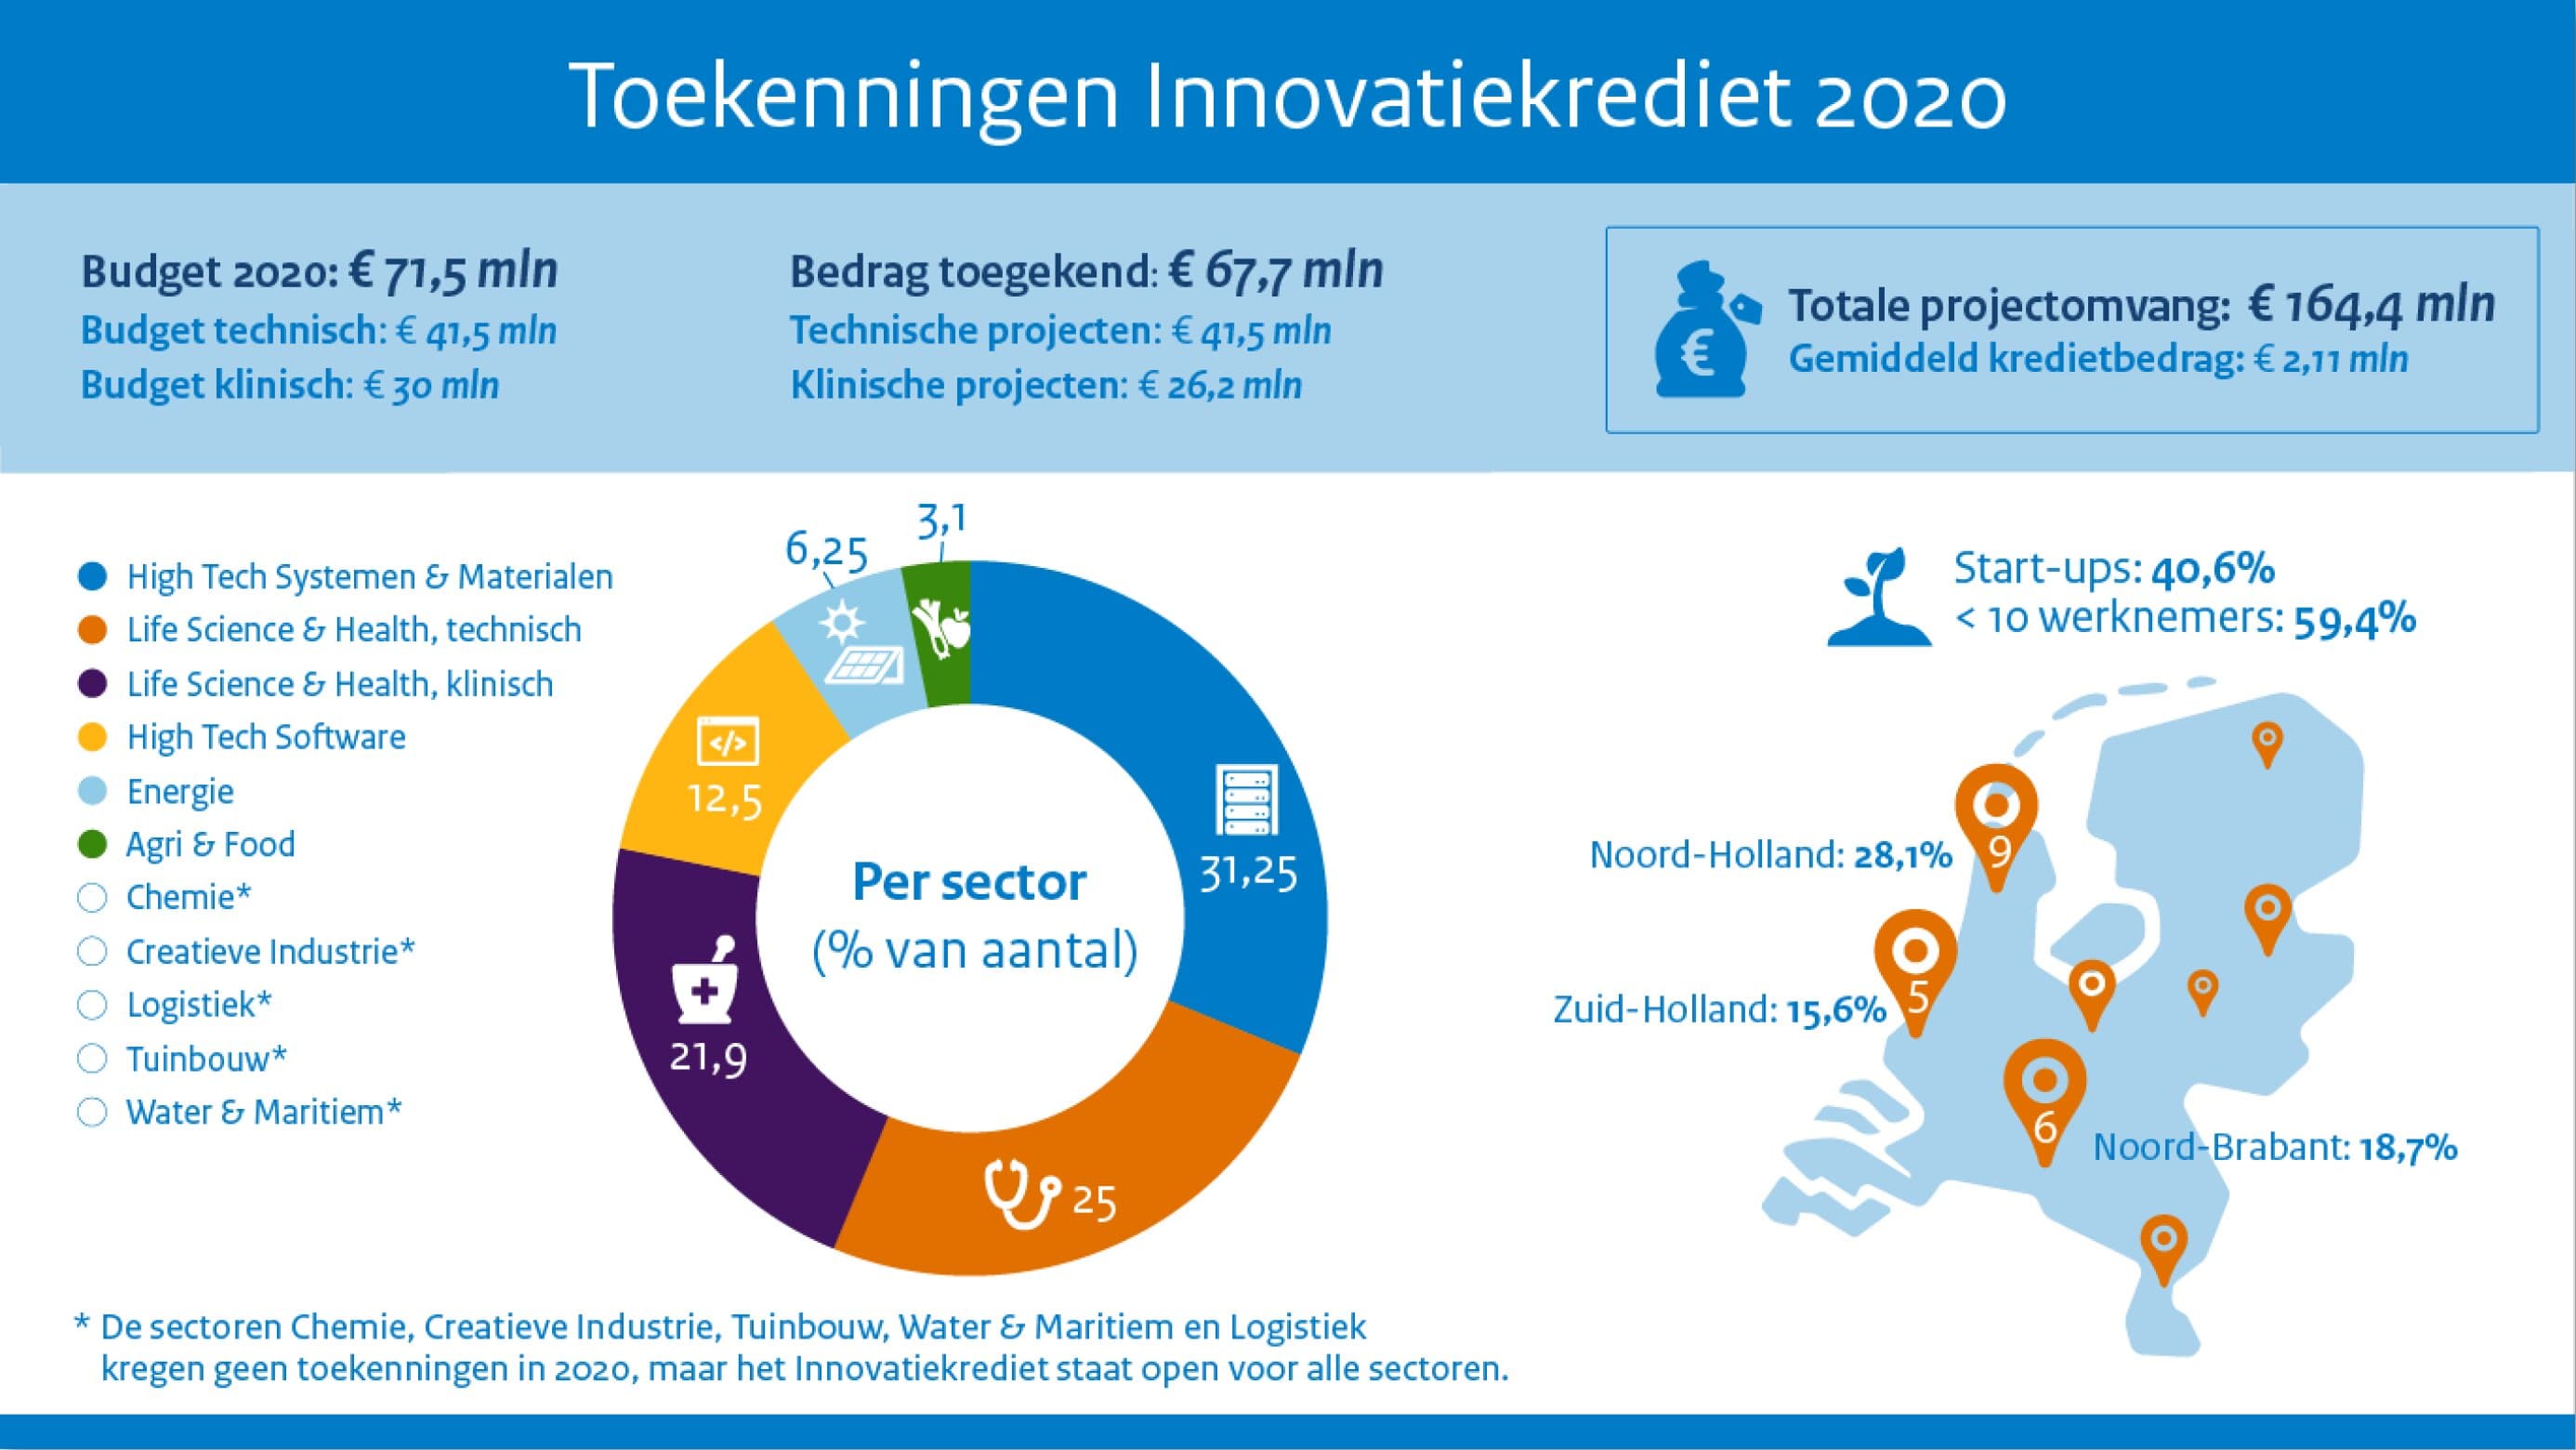 Toekenningen Innovatiekrediet 2020
Budget 2020: € 71,5 mln
Budget technisch: € 41,5 mln
Budget klinisch: € 30 mln
Bedrag toegekend: € 67,7 mln
Technische projecten: € 41,5 mln
Klinische projecten: € 26,2 mln
€
Totale projectomvang: € 164,4 mln
Gemiddeld kredietbedrag: € 2,11 mln
High Tech Systemen & Materialen
Life Science & Health, technisch
Life Science & Health, klinisch
High Tech Software
Energie
Agri & Food
Chemie*
Creatieve Industrie*
Logistiek*
Tuinbouw*
Water & Maritiem*
3,1
6,25
</>
12,5
31,25
21,9
25
Per sector
(% van aantal)
Start-ups: 40,6%
< 10 werknemers: 59,4%
Noord-Holland: 28,1%
9
Zuid-Holland: 15,6%
5
6
Noord-Brabant: 18,7%
* De sectoren Chemie, Creatieve Industrie, Tuinbouw, Water & Maritiem en Logistiek
kregen geen toekenningen in 2020, maar het Innovatiekrediet staat open voor alle sectoren.